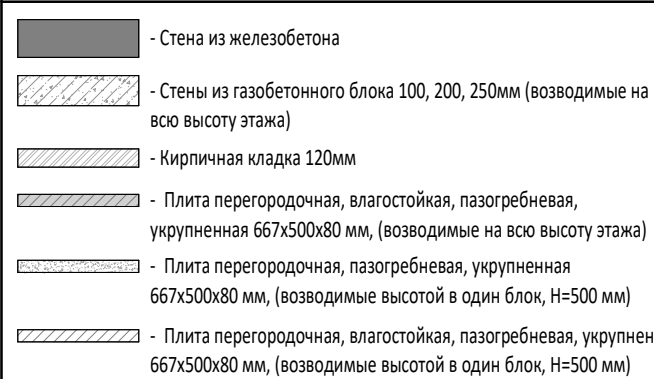 - Стена из железобетона
- Стены из газобетонного блока 100, 200, 250мм (возводимые на
всю высоту этажа)
- Кирпичная кладка 120мм
- Плита перегородочная, влагостойкая, пазогребневая,
укрупненная 667х500х80 мм, (возводимые на всю высоту этажа)
- Плита перегородочная, пазогребневая, укрупненная
667х500х80 мм, (возводимые высотой в один блок, Н=500 мм)
- Плита перегородочная, влагостойкая, пазогребневая, укрупнен
667х500х80 мм, (возводимые высотой в один блок, Н=500 мм)